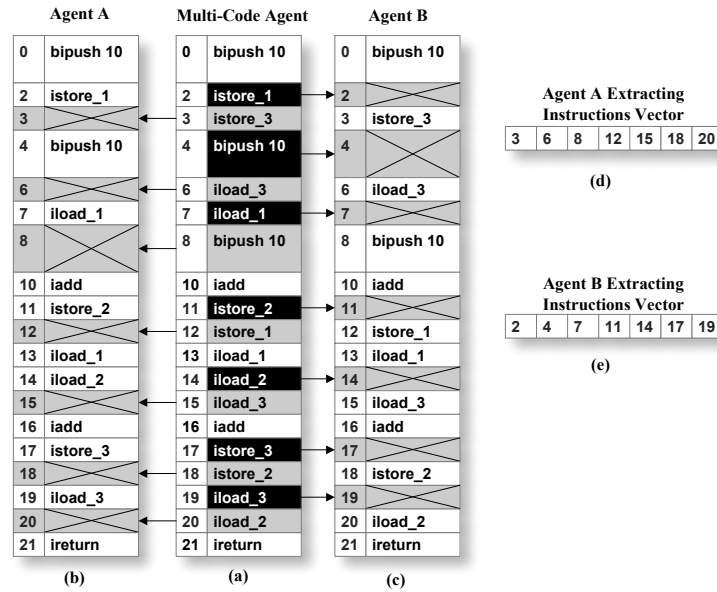 Agent A Multi-Code Agent Agent B
0 bipush 10 0 bipush 10 0 bipush 10
2 istore_1 2 istore_1 2
3 3 istore_3 3 istore_3
4 bipush 10 4 bipush 10 4
6 6 iload_3 6 iload_3
7 iload_1 7 iload_1 7
8 8 bipush 10 8 bipush 10
10 iadd 10 iadd 10 iadd
11 istore_2 11 istore_2 11
12 12 istore_1 12 istore_1
13 iload_1 13 iload_1 13 iload_1
14 iload_2 14 iload_2 14
15 15 iload_3 15 iload_3
16 iadd 16 iadd 16 iadd
17 istore_3 17 istore_3 17
18 18 istore_2 18 istore_2
19 iload_3 19 iload_3 19
20 20 iload_2 20 iload_2
21 ireturn 21 ireturn 21 ireturn
(b) (a) (c)
Agent A Extracting
Instructions Vector
3 6 8 12 15 18 20
(d)
Agent B Extracting
Instructions Vector
2 4 7 11 14 17 19
(e)